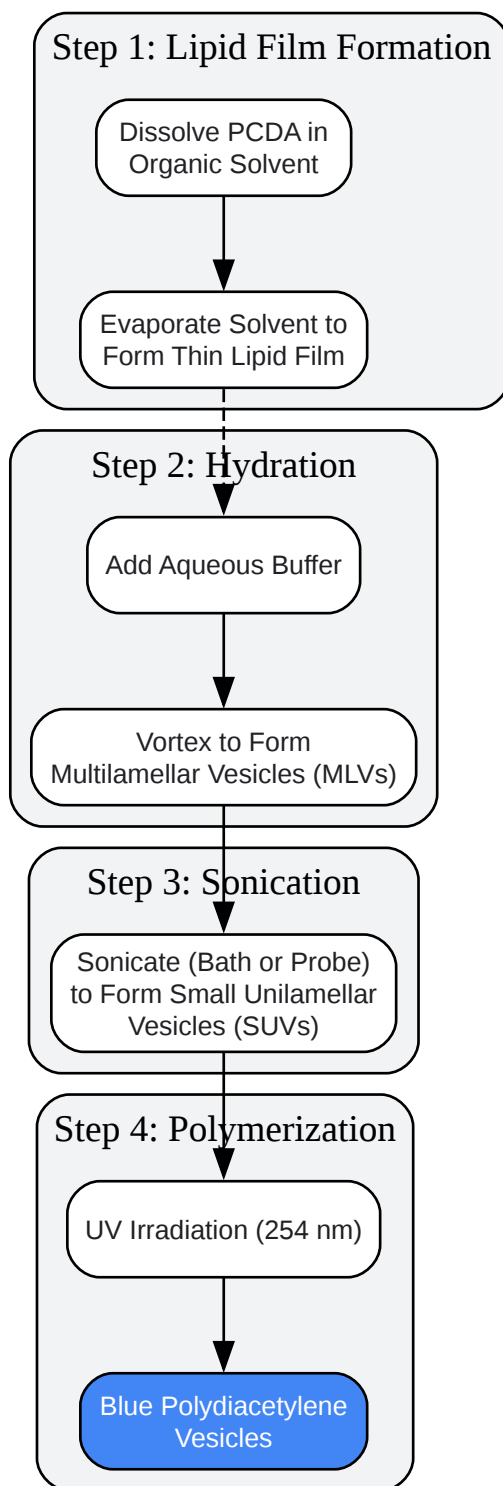 Step 1: Lipid Film Formation
Dissolve PCDA in
Organic Solvent
Evaporate Solvent to
Form Thin Lipid Film
Step 2: Hydration
Add Aqueous Buffer
Vortex to Form
Multilamellar Vesicles (MLVs)
Step 3: Sonication
Sonicate (Bath or Probe)
to Form Small Unilamellar
Vesicles (SUVs)
Step 4: Polymerization
UV Irradiation (254 nm)
Blue Polydiacetylene
Vesicles